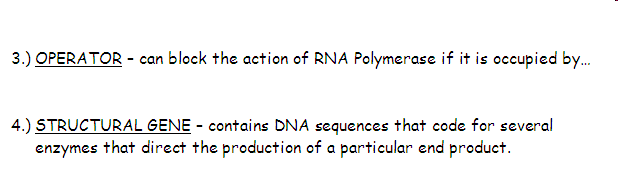 3.) OPERATOR - can block the action of RNA Polymerase if it is occupied by...
4.) STRUCTURAL GENE - contains DNA sequences that code for several
enzymes that direct the production of a particular end product.